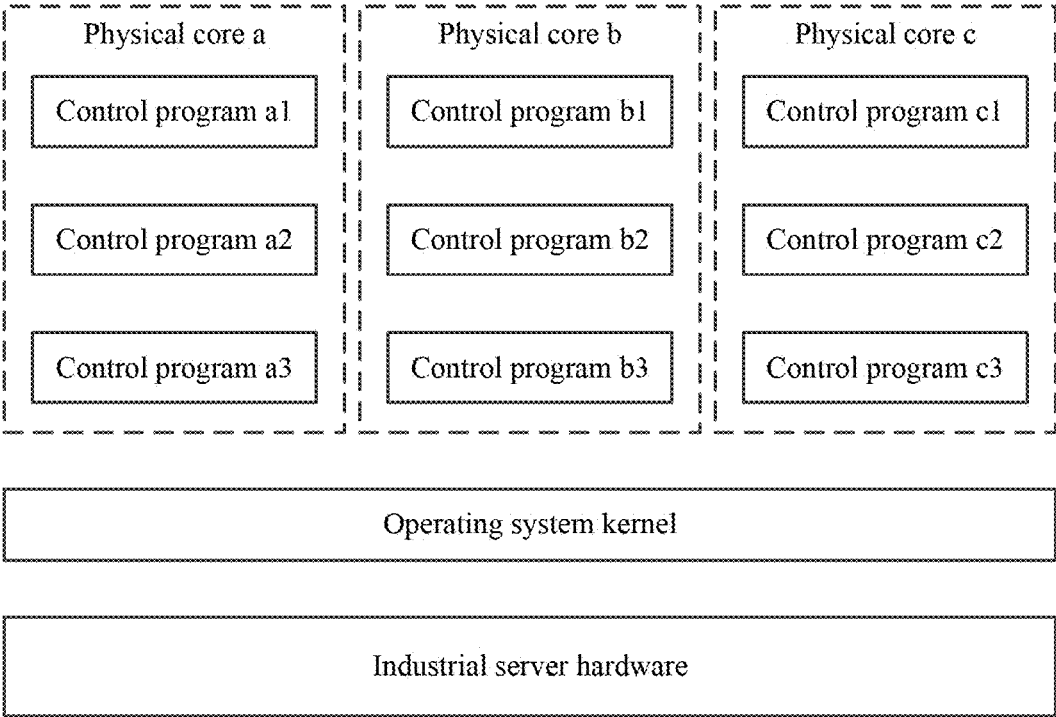 Physical core a
Control program a1
Control program a2
Control program a3
Physical core b
Control program b1
Control program b2
Control program b3
Physical core c
Control program c1
Control program c2
Control program c3
Operating system kernel
Industrial server hardware